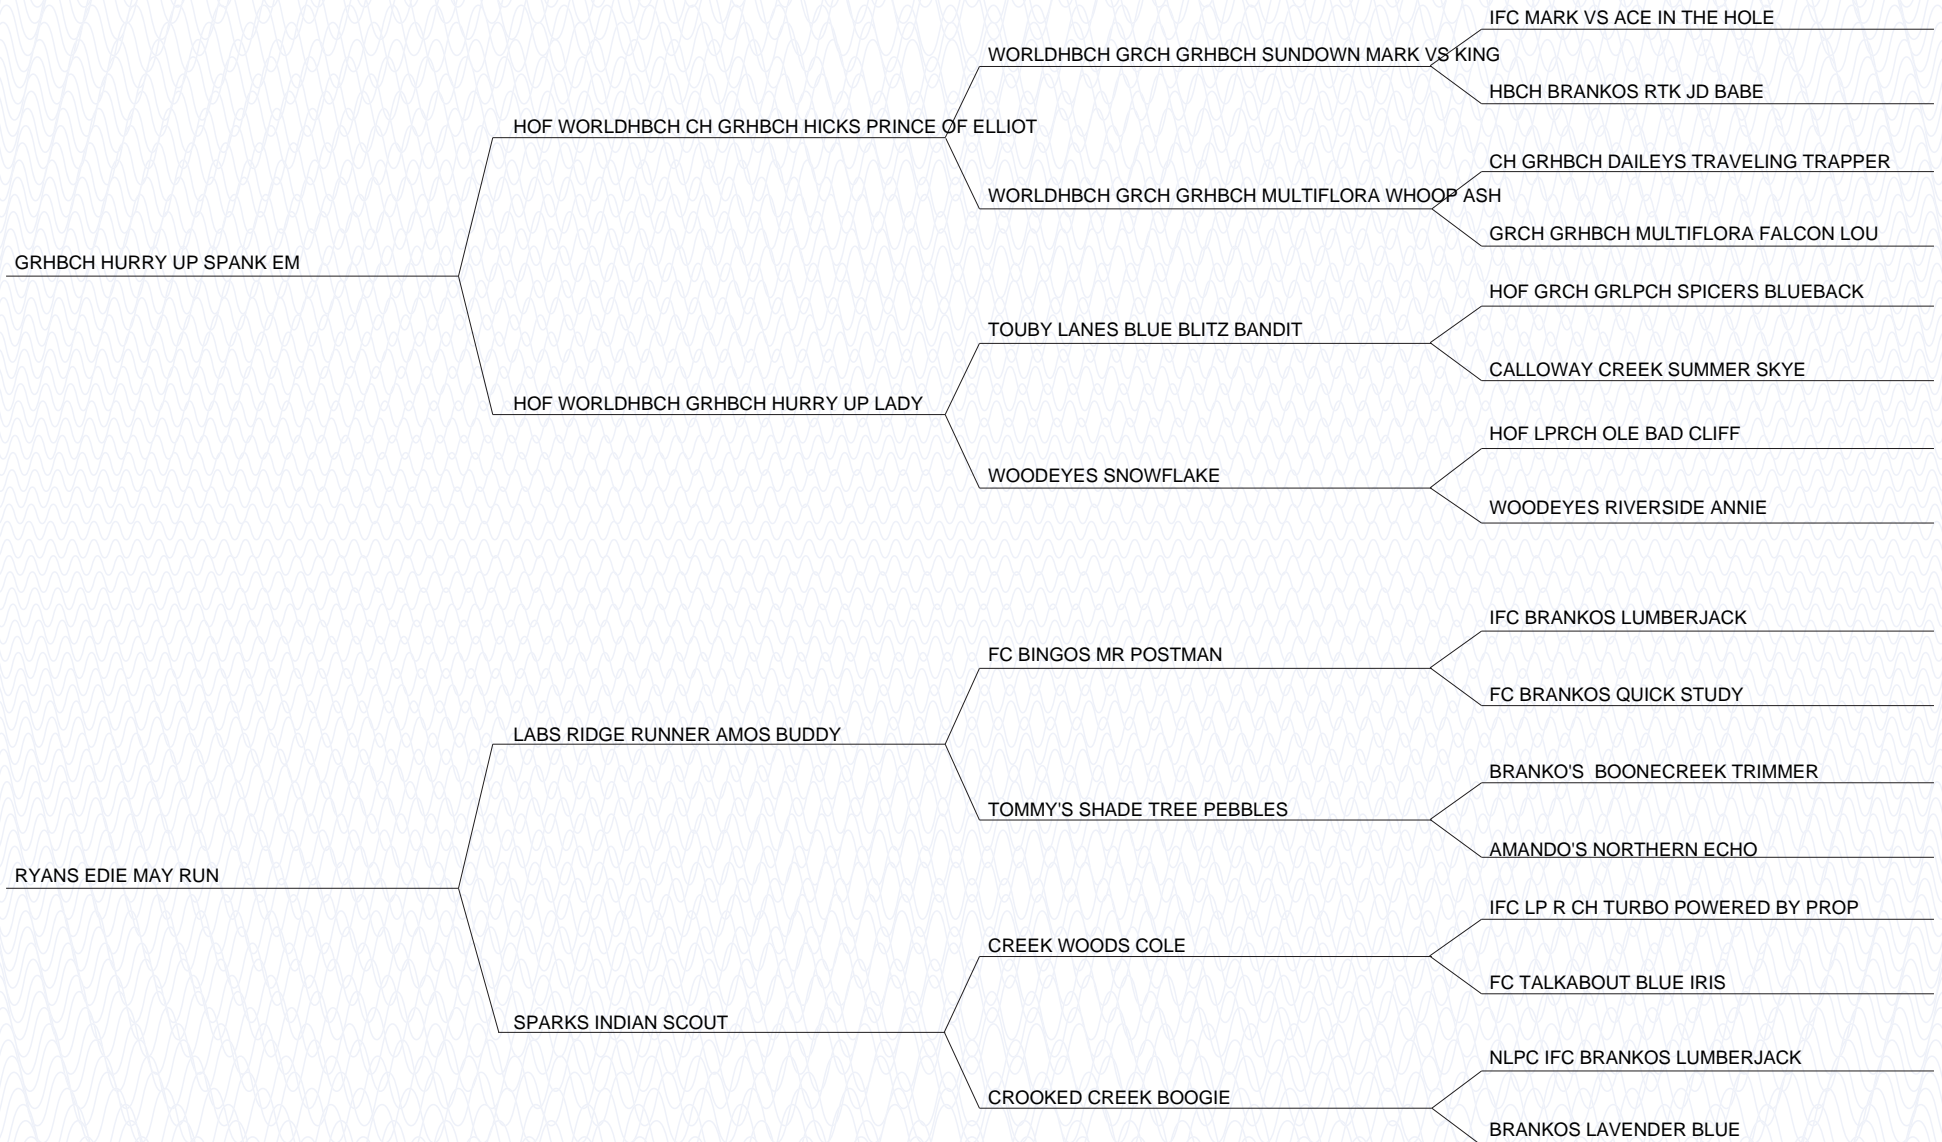 IFC MARK VS ACE IN THE HOLE
WORLDHBCH GRCH GRHBCH SUNDOWN MARK VS KING
HBCH BRANKOS RTK JD BABE
HOF WORLDHBCH CH GRHBCH HICKS PRINCE OF ELLIOT
CH GRHBCH DAILEYS TRAVELING TRAPPER
WORLDHBCH GRCH GRHBCH MULTIFLORA WHOOP ASH
GRCH GRHBCH MULTIFLORA FALCON LOU
GRHBCH HURRY UP SPANK EM
HOF GRCH GRLPCH SPICERS BLUEBACK
TOUBY LANES BLUE BLITZ BANDIT
CALLOWAY CREEK SUMMER SKYE
HOF WORLDHBCH GRHBCH HURRY UP LADY
HOF LPRCH OLE BAD CLIFF
WOODEYES SNOWFLAKE
WOODEYES RIVERSIDE ANNIE
IFC BRANKOS LUMBERJACK
FC BINGOS MR POSTMAN
FC BRANKOS QUICK STUDY
LABS RIDGE RUNNER AMOS BUDDY
BRANKO'S  BOONECREEK TRIMMER
TOMMY'S SHADE TREE PEBBLES
AMANDO'S NORTHERN ECHO
RYANS EDIE MAY RUN
IFC LP R CH TURBO POWERED BY PROP
CREEK WOODS COLE
FC TALKABOUT BLUE IRIS
SPARKS INDIAN SCOUT
NLPC IFC BRANKOS LUMBERJACK
CROOKED CREEK BOOGIE
BRANKOS LAVENDER BLUE